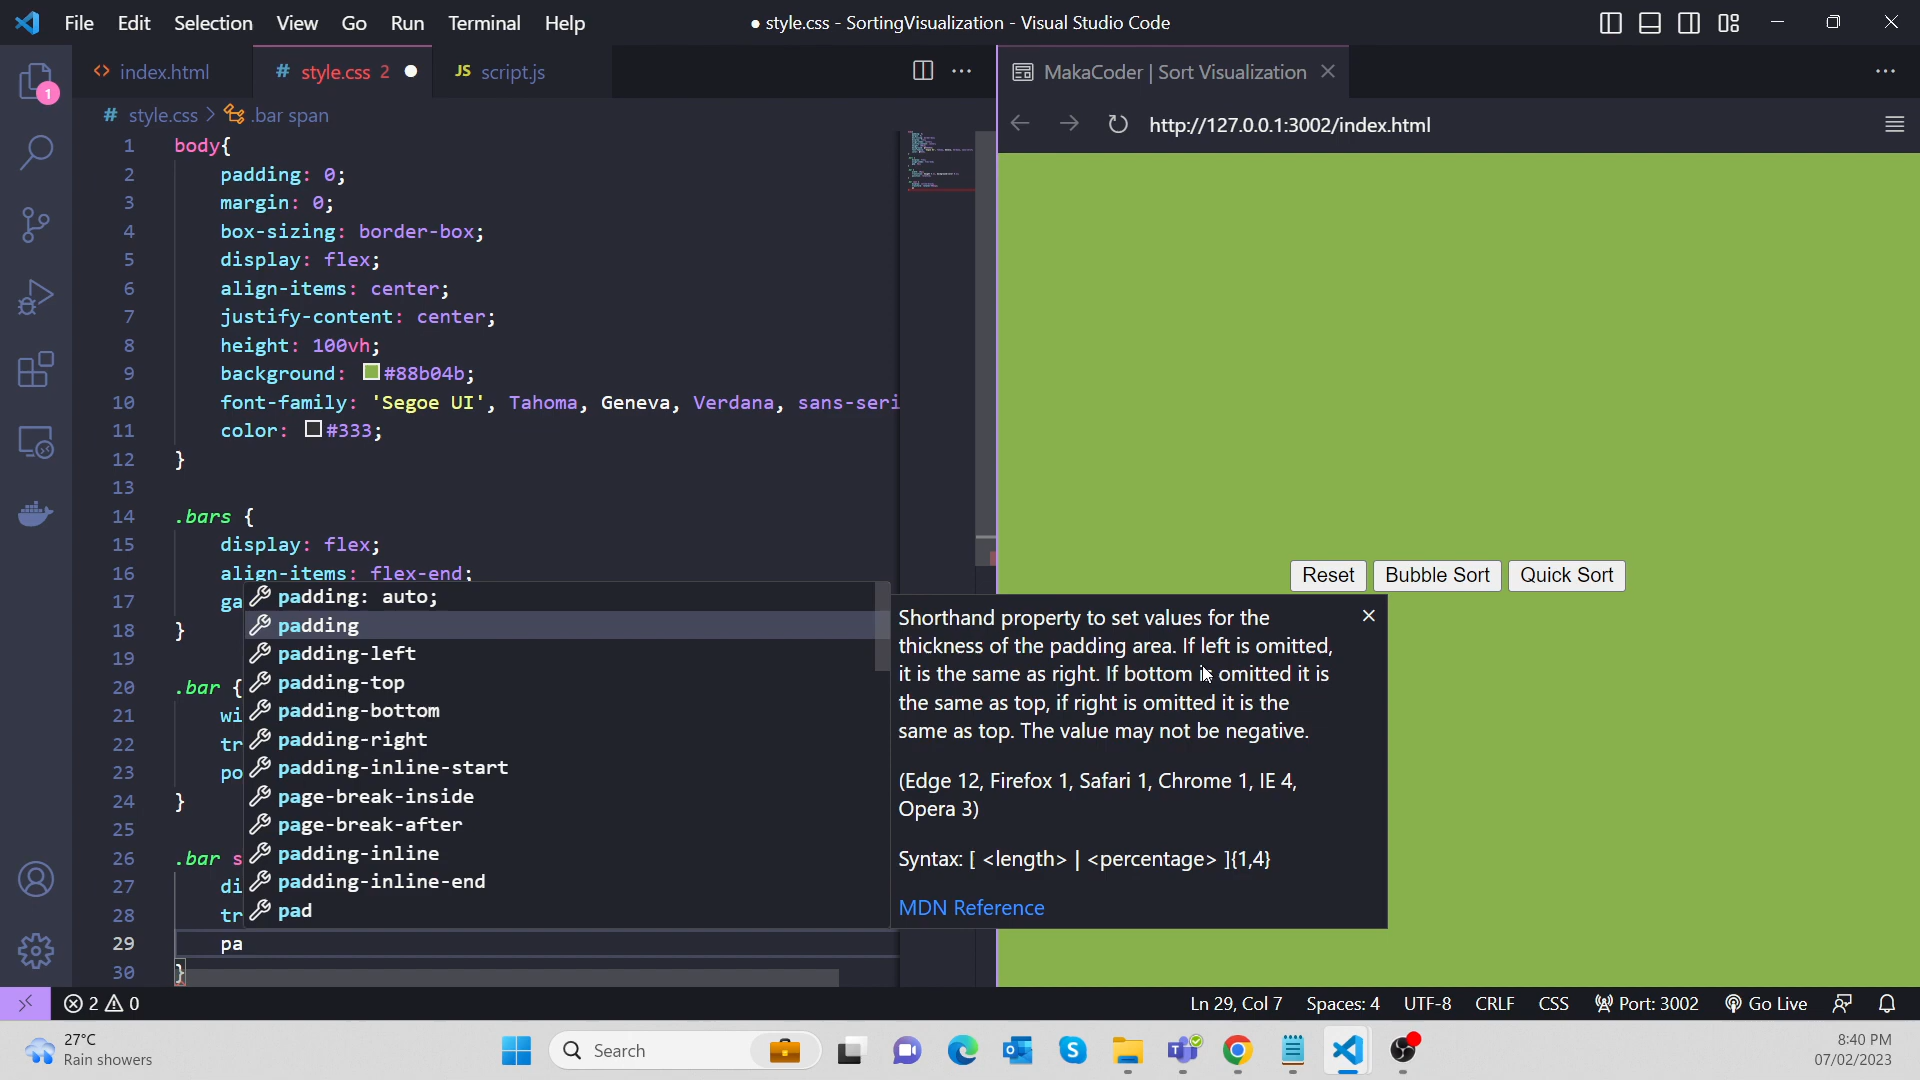 File Edit Selection View Go Run Terminal Help
● style.css - SortingVisualization - Visual Studio Code
<> index.html
# style.css 2 ●
JS script.js
MakaCoder | Sort Visualization
# style.css > .bar span
http://127.0.0.1:3002/index.html
1 body{
2 padding: 0;
3 margin: 0;
4 box-sizing: border-box;
5 display: flex;
6 align-items: center;
7 justify-content: center;
8 height: 100vh;
9 background: #88b04b;
10 font-family: 'Segoe UI', Tahoma, Geneva, Verdana, sans-seri
11 color: #333;
12 }
13
14 .bars {
15 display: flex;
16 align-items: flex-end;
17 ga
18 }
19
20 .bar {
21 wi
22 tr
23 po
24 }
25
26 .bar s
27 di
28 tr
29 pa
30 }
padding: auto;
padding
padding-left
padding-top
padding-bottom
padding-right
padding-inline-start
page-break-inside
page-break-after
padding-inline
padding-inline-end
pad
Shorthand property to set values for the
thickness of the padding area. If left is omitted,
it is the same as right. If bottom is omitted it is
the same as top, if right is omitted it is the
same as top. The value may not be negative.
(Edge 12, Firefox 1, Safari 1, Chrome 1, IE 4,
Opera 3)
Syntax: [ <length> | <percentage> ]{1,4}
MDN Reference
Reset
Bubble Sort
Quick Sort
1
2 0
Ln 29, Col 7 Spaces: 4 UTF-8 CRLF CSS Port: 3002 Go Live
27°C
Rain showers
Search
8:40 PM
07/02/2023